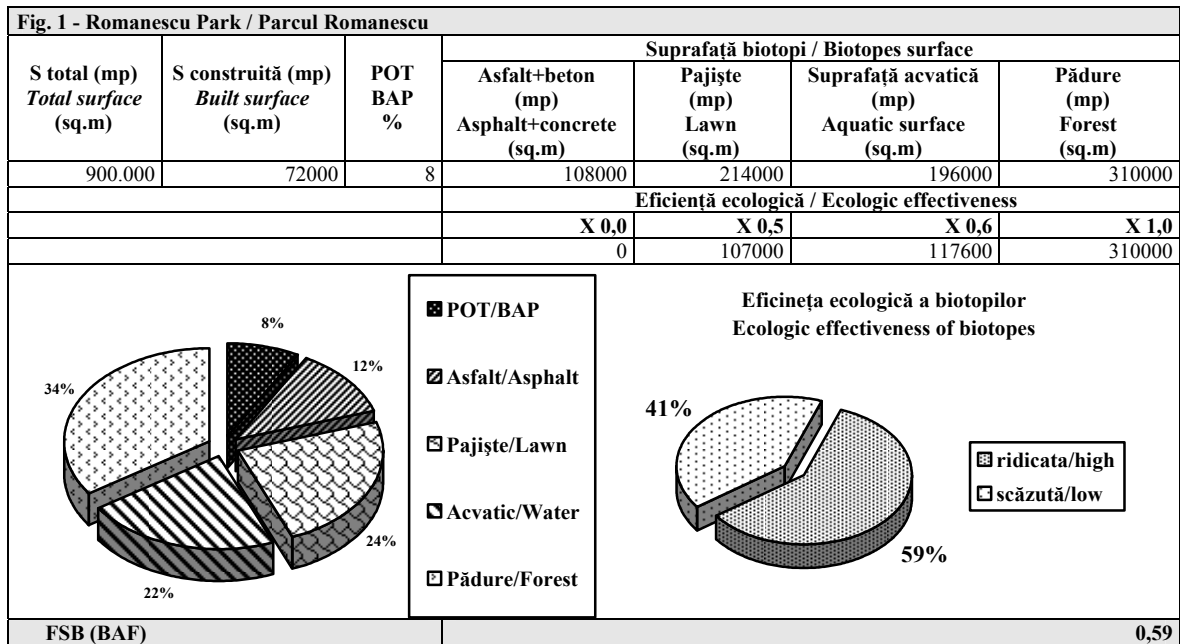 Fig. 1 - Romanescu Park / Parcul Romanescu
Suprafață biotopi / Biotopes surface
S total (mp)
Total surface
(sq.m)
S construită (mp)
Built surface
(sq.m)
POT
BAP
%
Asfalt+beton
(mp)
Asphalt+concrete
(sq.m)
Pajişte
(mp)
Lawn
(sq.m)
Suprafață acvatică
(mp)
Aquatic surface
(sq.m)
Pădure
(mp)
Forest
(sq.m)
900.000 72000 8 108000 214000 196000 310000
Eficiență ecologică / Ecologic effectiveness
X 0,0 X 0,5 X 0,6 X 1,0
0 107000 117600 310000
8%
12%
24%
22%
34%
POT/BAP
Asfalt/Asphalt
Pajişte/Lawn
Acvatic/Water
Pădure/Forest
Eficineța ecologică a biotopilor
Ecologic effectiveness of biotopes
41%
59%
ridicata/high
scăzută/low
FSB (BAF) 0,59